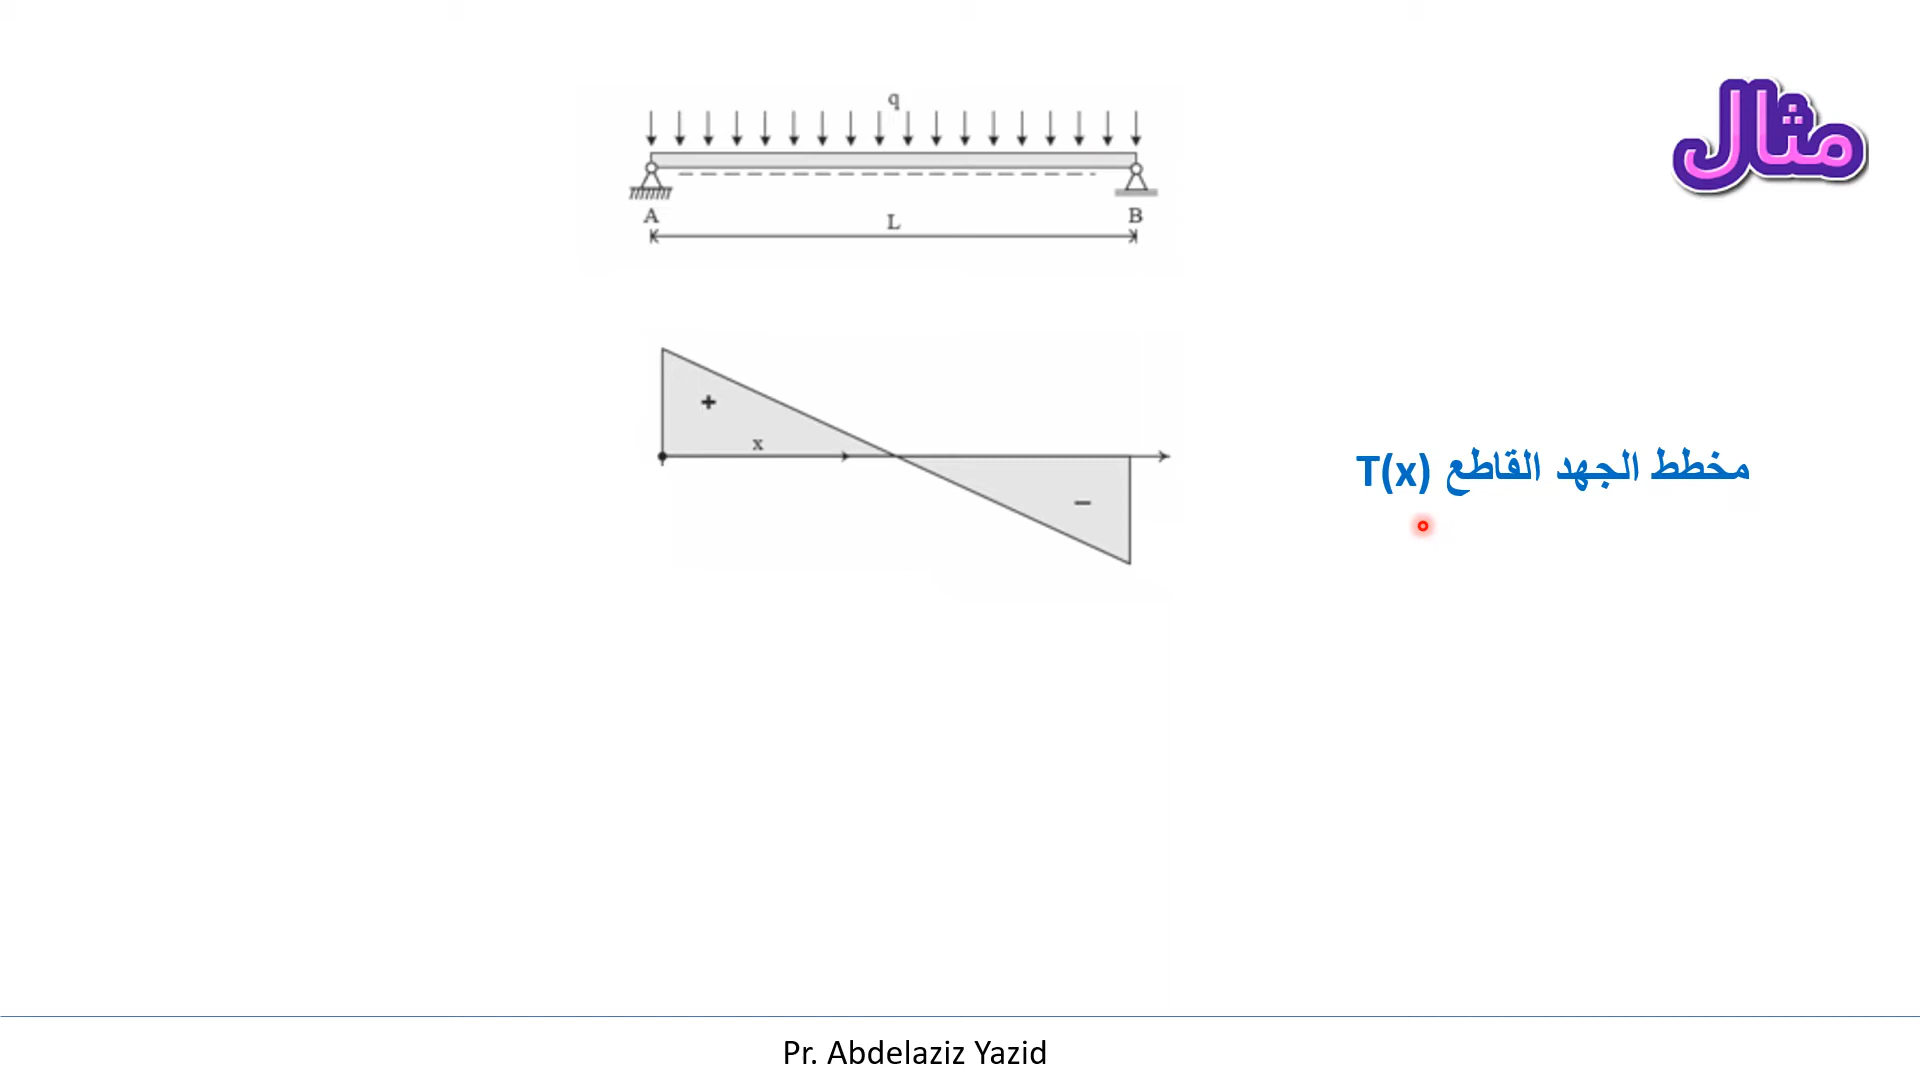 مثال
q
A
B
L
+
x
مخطط الجهد القاطع T(x)
−
Pr. Abdelaziz Yazid